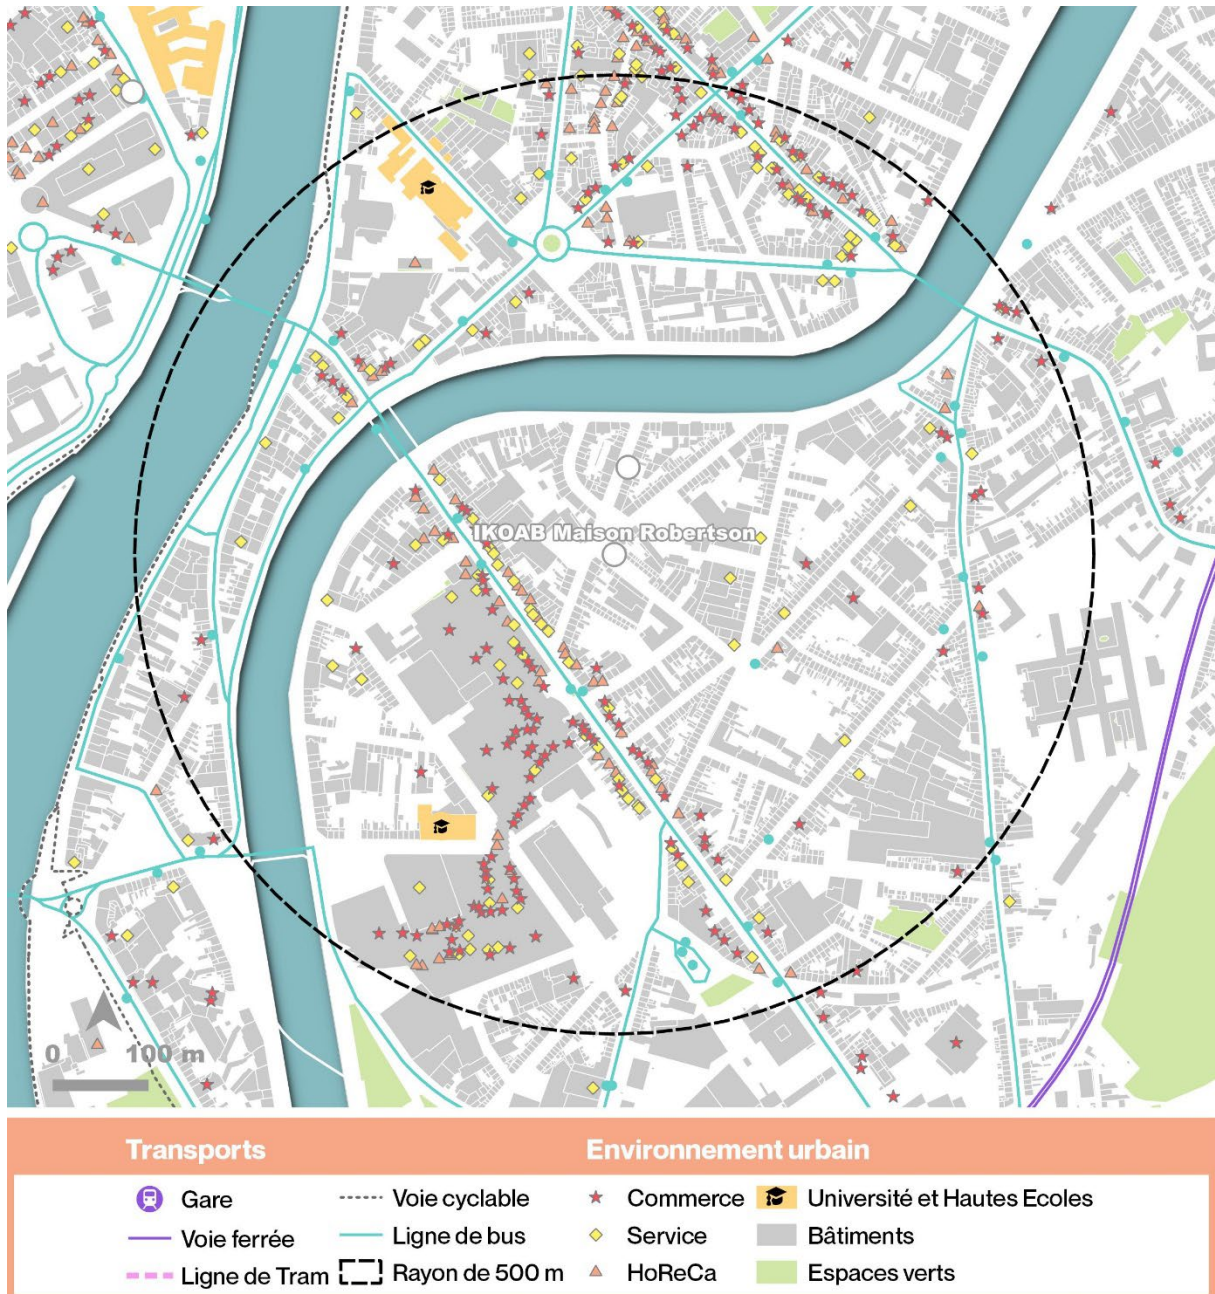 IKOAB Maison Robertson
0 100 m
Transports
Environnement urbain
Gare
Voie cyclable
Commerce
Université et Hautes Ecoles
Voie ferrée
Ligne de bus
Service
Bâtiments
Ligne de Tram
Rayon de 500 m
HoReCa
Espaces verts